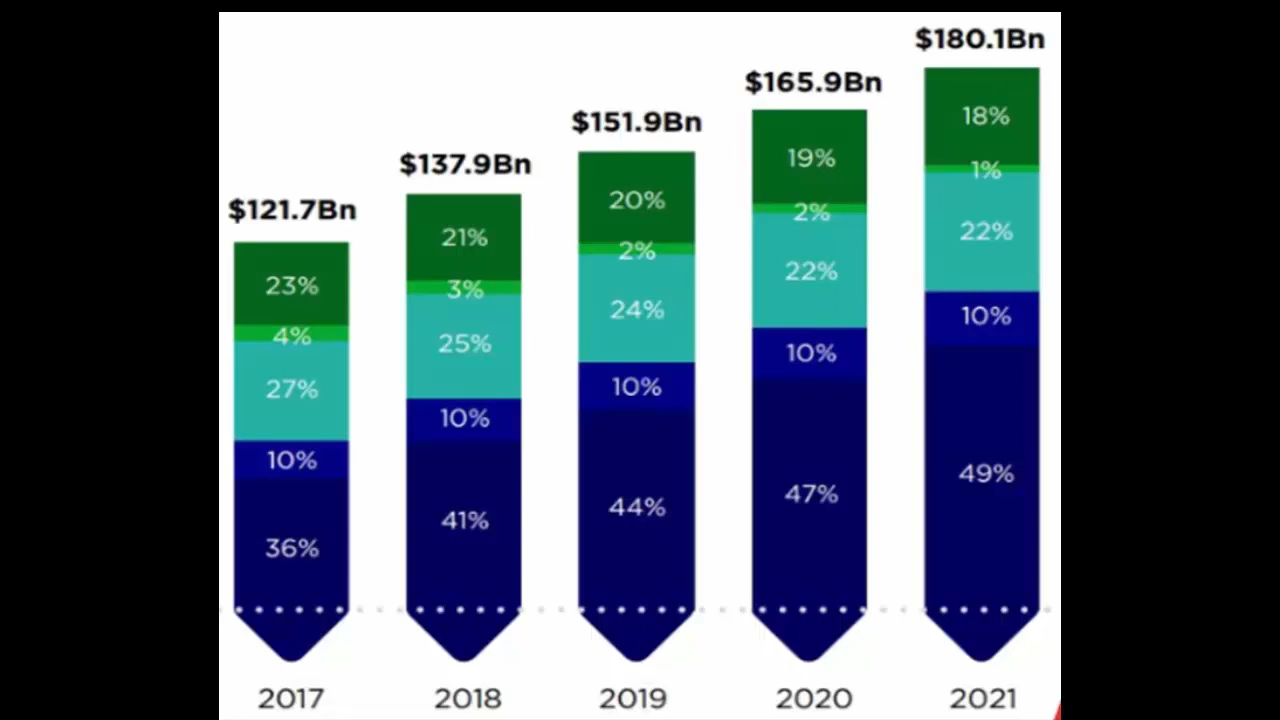 $180.1Bn
$165.9Bn
$151.9Bn
$137.9Bn
$121.7Bn
23% 21% 20% 19% 18%
4% 3% 2% 2% 1%
27% 25% 24% 22% 22%
10% 10% 10% 10% 10%
36% 41% 44% 47% 49%
2017 2018 2019 2020 2021